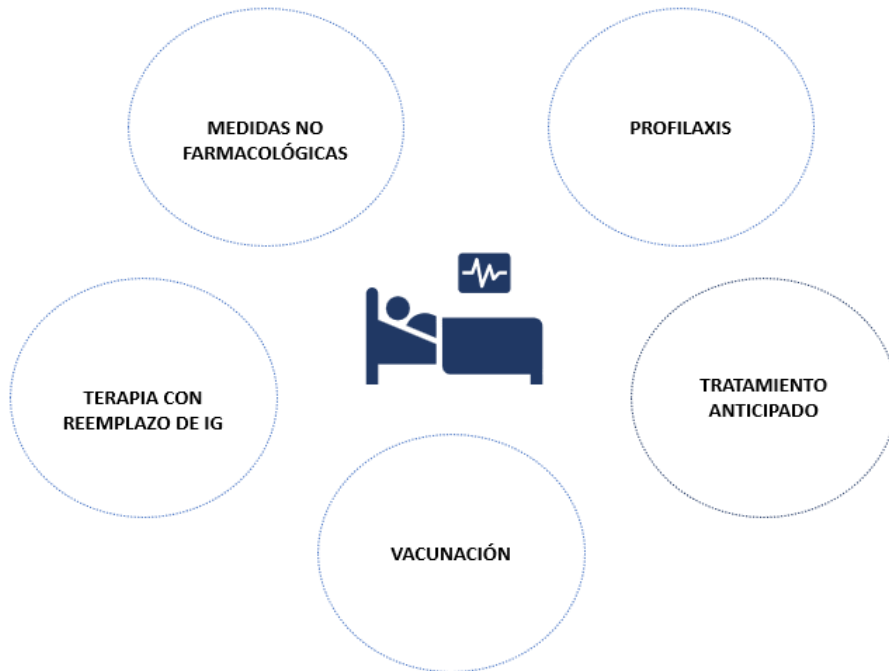 MEDIDAS NO
FARMACOLÓGICAS
PROFILAXIS
TERAPIA CON
REEMPLAZO DE IG
TRATAMIENTO
ANTICIPADO
VACUNACIÓN